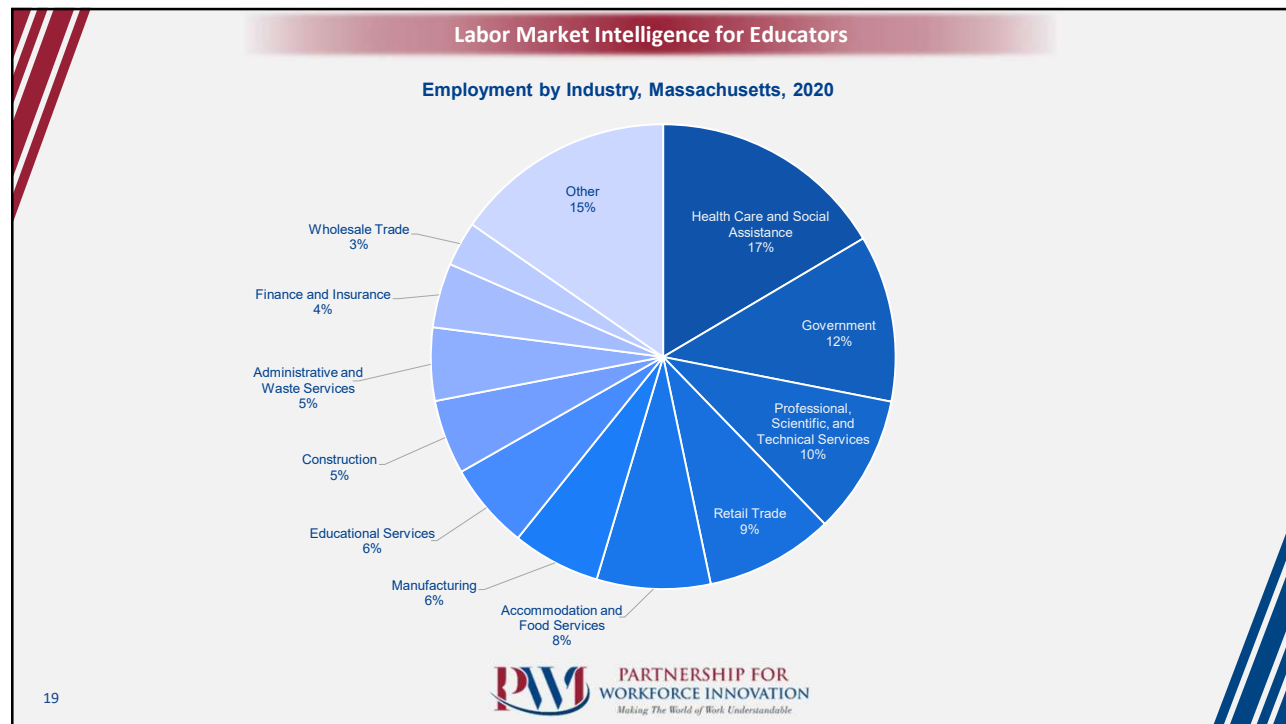 Labor Market Intelligence for Educators
Employment by Industry, Massachusetts, 2020
Other
15%
Health Care and Social
Assistance
17%
Government
12%
Professional,
Scientific, and
Technical Services
10%
Retail Trade
9%
Accommodation and
Food Services
8%
Manufacturing
6%
Educational Services
6%
Construction
5%
Administrative and
Waste Services
5%
Finance and Insurance
4%
Wholesale Trade
3%
19
PWI
PARTNERSHIP FOR
WORKFORCE INNOVATION
Making The World of Work Understandable